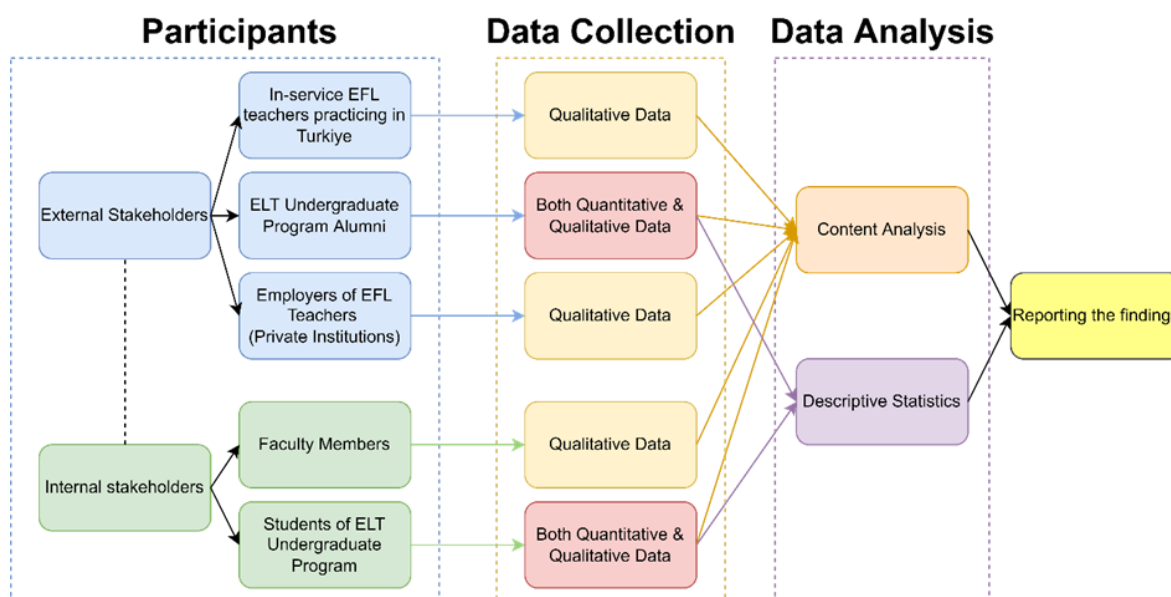 Participants
Data Collection
Data Analysis
In-service EFL
teachers practicing in
Turkiye
Qualitative Data
External Stakeholders
ELT Undergraduate
Program Alumni
Both Quantitative &
Qualitative Data
Content Analysis
Employers of EFL
Teachers
(Private Institutions)
Qualitative Data
Reporting the finding
Descriptive Statistics
Faculty Members
Qualitative Data
Internal stakeholders
Students of ELT
Undergraduate
Program
Both Quantitative &
Qualitative Data